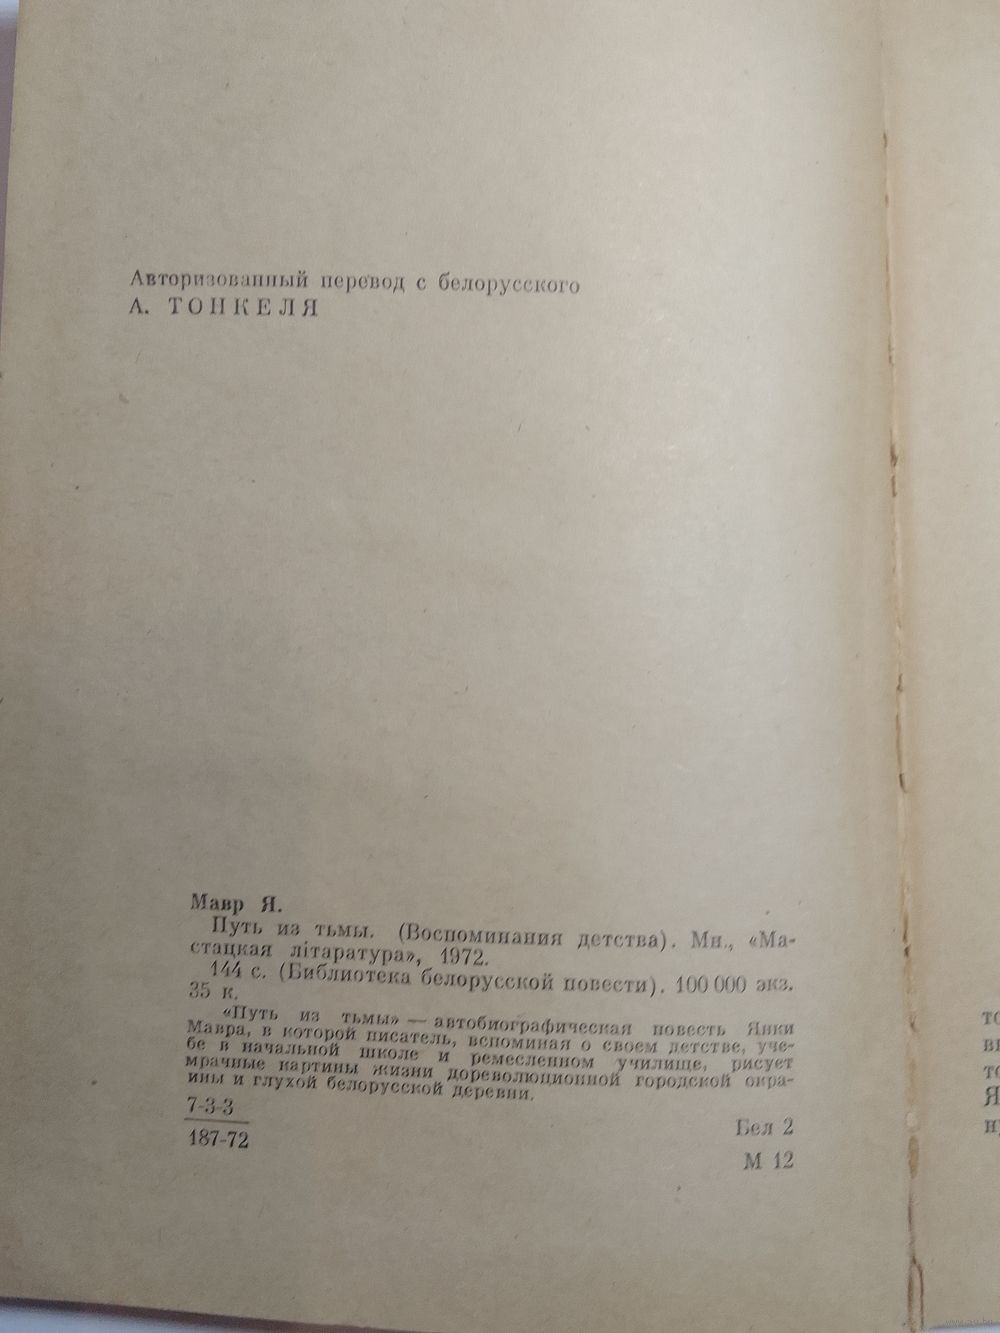 Авторизованный перевод с белорусского
А. ТОНКЕЛЯ
Мавр Я.
Путь из тьмы. (Воспоминания детства). Мн., «Ма-
стацкая літаратура», 1972.
144 с. (Библиотека белорусской повести). 100 000 экз.
35 к.
«Путь из тьмы» — автобиографическая повесть Янки
Мавра, в которой писатель, вспоминая о своем детстве, уче-
бе в начальной школе и ремесленном училище, рисует
мрачные картины жизни дореволюционной городской окра-
ины и глухой белорусской деревни.
7-3-3
187-72
Бел 2
М 12